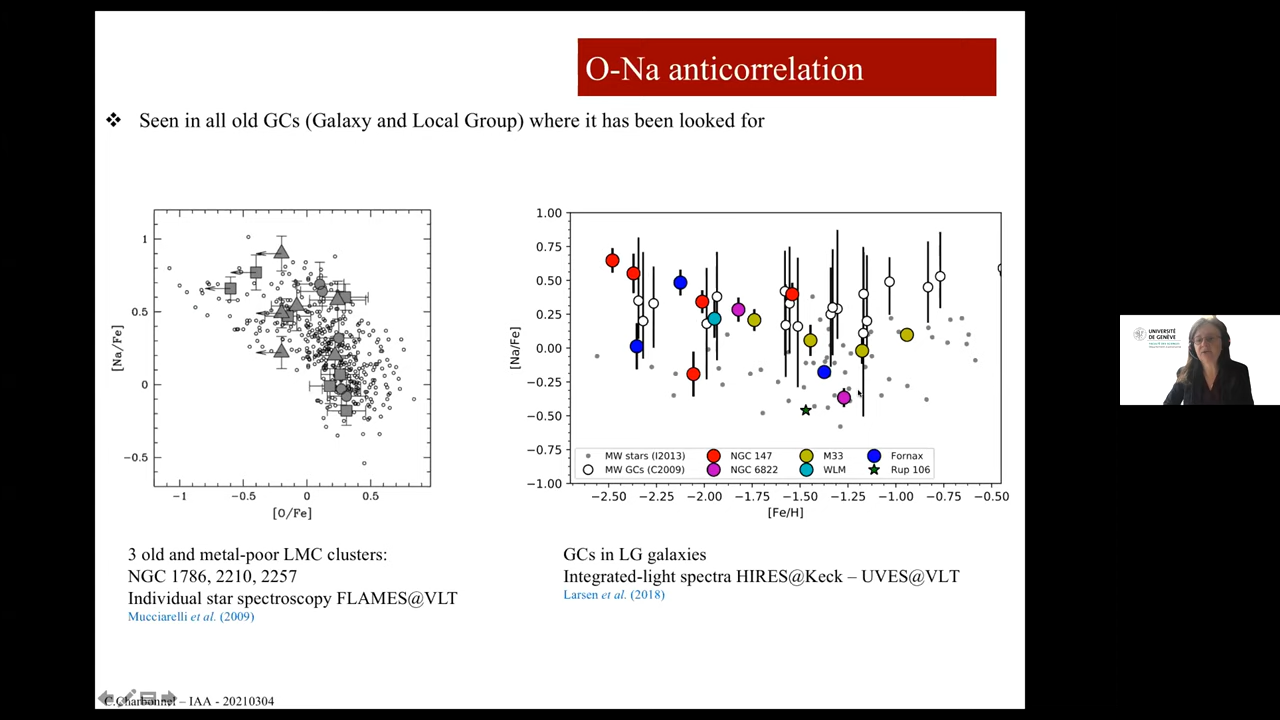 O-Na anticorrelation
❖ Seen in all old GCs (Galaxy and Local Group) where it has been looked for
[Na/Fe]
1
0.5
0
−0.5
−1
−0.5
0
0.5
[O/Fe]
[Na/Fe]
1.00
0.75
0.50
0.25
0.00
−0.25
−0.50
−0.75
−1.00
MW stars (I2013) NGC 147 M33 Fornax
MW GCs (C2009) NGC 6822 WLM Rup 106
−2.50 −2.25 −2.00 −1.75 −1.50 −1.25 −1.00 −0.75 −0.50
[Fe/H]
3 old and metal-poor LMC clusters:
NGC 1786, 2210, 2257
Individual star spectroscopy FLAMES@VLT
Mucciarelli et al. (2009)
GCs in LG galaxies
Integrated-light spectra HIRES@Keck – UVES@VLT
Larsen et al. (2018)
C.Charbonnel – IAA - 20210304
UNIVERSITÉ
DE GENÈVE